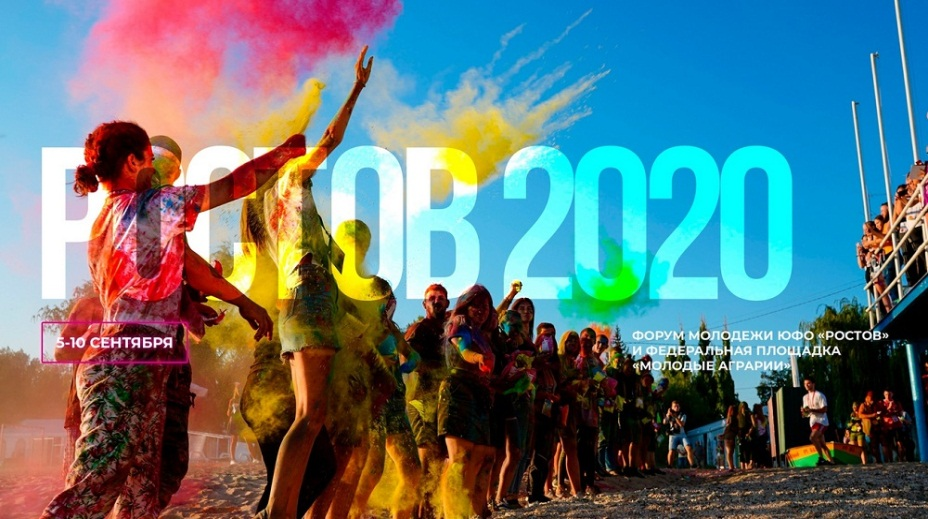 РОСТОВ 2020
5-10 СЕНТЯБРЯ
ФОРУМ МОЛОДЕЖИ ЮФО «РОСТОВ»
И ФЕДЕРАЛЬНАЯ ПЛОЩАДКА
«МОЛОДЫЕ АГРАРИИ»